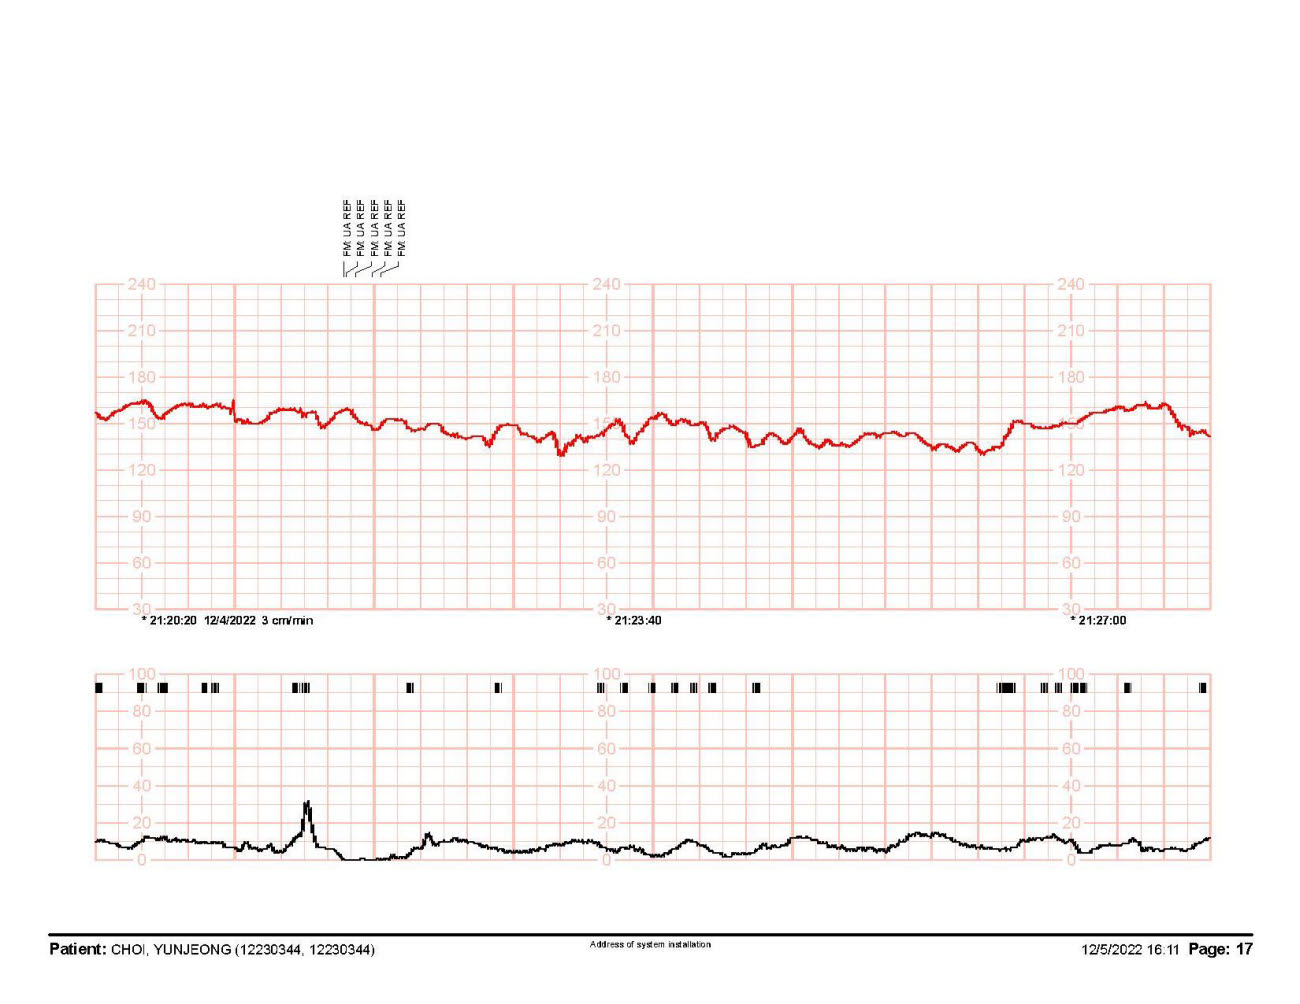 FM: UA REF
FM: UA REF
FM: UA REF
FM: UA REF
FM: UA REF
240 240 240
210 210 210
180 180 180
150 150 150
120 120 120
90 90 90
60 60 60
30 30 30
* 21:20:20 12/4/2022 3 cm/min * 21:23:40 * 21:27:00
100 100 100
80 80 80
60 60 60
40 40 40
20 20 20
0 0 0
Patient: CHOI, YUNJEONG (12230344, 12230344) Address of system installation 12/5/2022 16:11 Page: 17